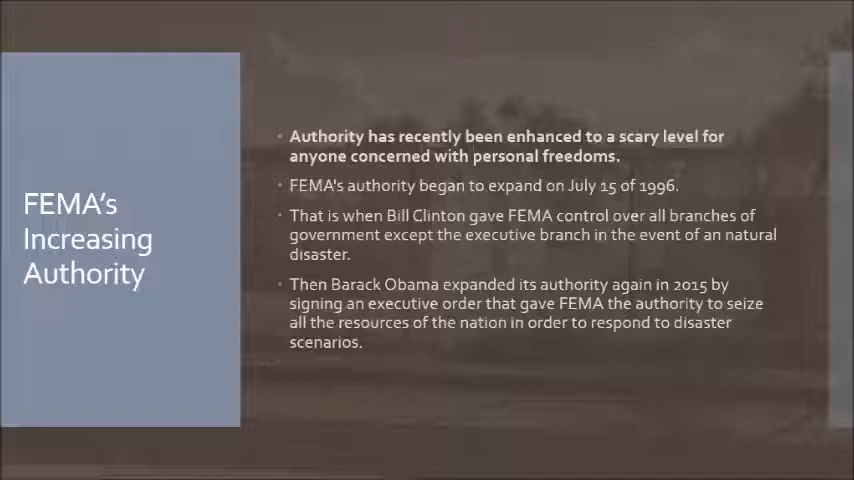 FEMA's
Increasing
Authority
Authority has recently been enhanced to a scary level for
anyone concerned with personal freedoms.
FEMA's authority began to expand on July 15 of 1996.
That is when Bill Clinton gave FEMA control over all branches of
government except the executive branch in the event of an natural
disaster.
Then Barack Obama expanded its authority again in 2015 by
signing an executive order that gave FEMA the authority to seize
all the resources of the nation in order to respond to disaster
scenarios.